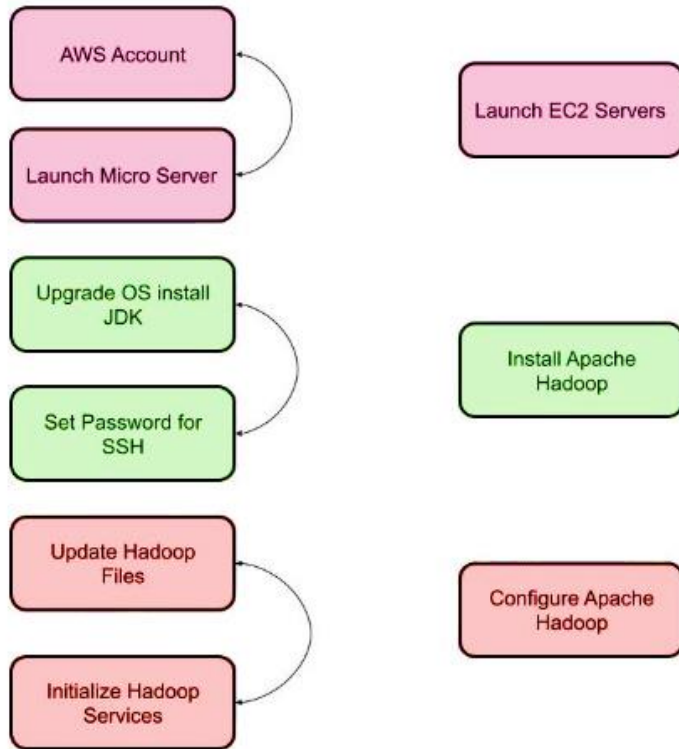 AWS Account
Launch EC2 Servers
Launch Micro Server
Upgrade OS install
JDK
Install Apache
Hadoop
Set Password for
SSH
Update Hadoop
Files
Configure Apache
Hadoop
Initialize Hadoop
Services